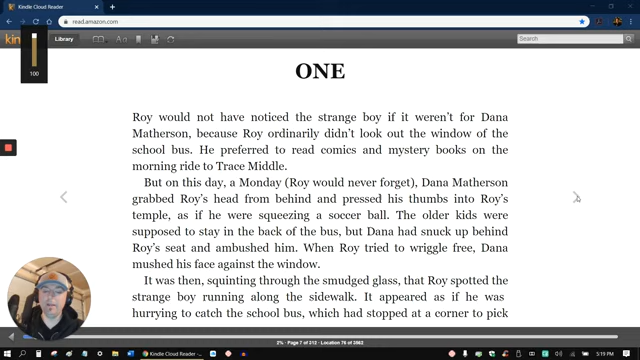 Kindle Cloud Reader
read.amazon.com
Library
Aa
Search
100
ONE
Roy would not have noticed the strange boy if it weren't for Dana
Matherson, because Roy ordinarily didn't look out the window of the
school bus. He preferred to read comics and mystery books on the
morning ride to Trace Middle.
But on this day, a Monday (Roy would never forget), Dana Matherson
grabbed Roy's head from behind and pressed his thumbs into Roy's
temple, as if he were squeezing a soccer ball. The older kids were
supposed to stay in the back of the bus, but Dana had snuck up behind
Roy's seat and ambushed him. When Roy tried to wriggle free, Dana
mushed his face against the window.
It was then, squinting through the smudged glass, that Roy spotted the
strange boy running along the sidewalk. It appeared as if he was
hurrying to catch the school bus, which had stopped at a corner to pick
2% · Page 7 of 312 · Location 76 of 3562
Kindle Cloud Reader
5:19 PM